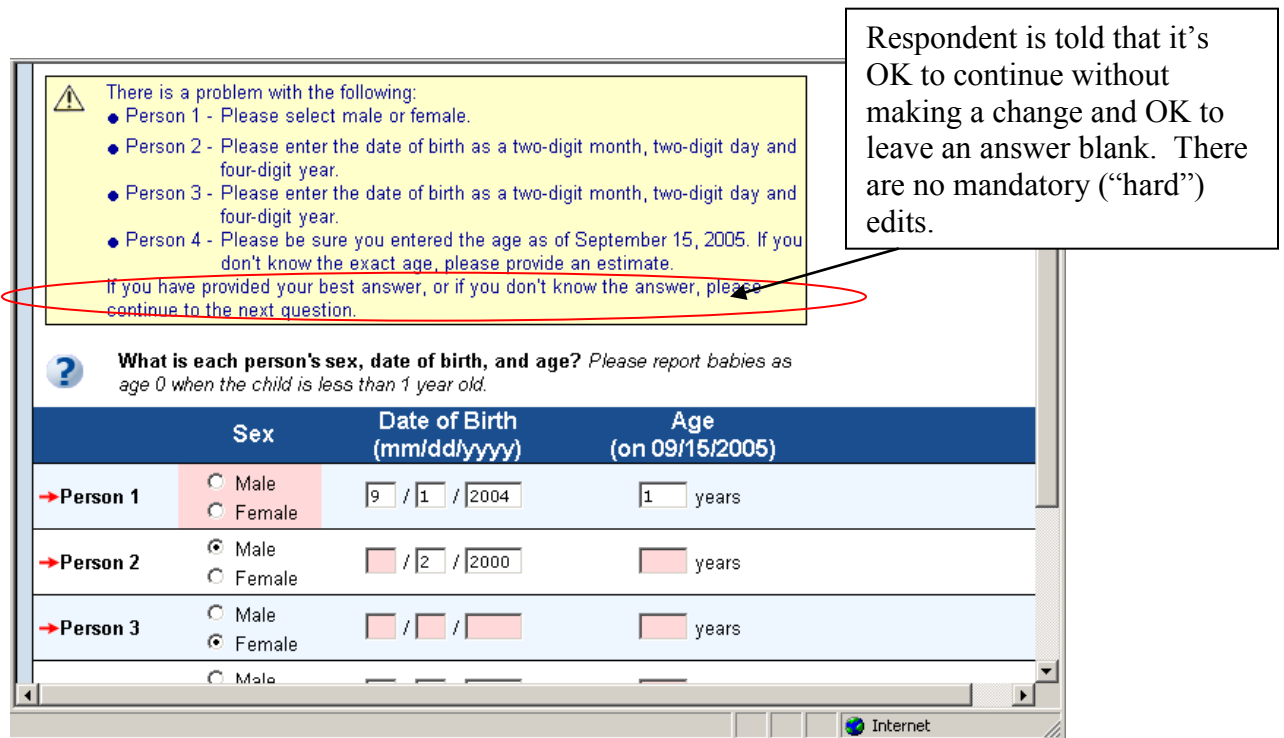 Respondent is told that it's
OK to continue without
making a change and OK to
leave an answer blank.  There
are no mandatory (“hard”)
edits.
There is a problem with the following:
● Person 1 - Please select male or female.
● Person 2 - Please enter the date of birth as a two-digit month, two-digit day and
four-digit year.
● Person 3 - Please enter the date of birth as a two-digit month, two-digit day and
four-digit year.
● Person 4 - Please be sure you entered the age as of September 15, 2005. If you
don't know the exact age, please provide an estimate.
If you have provided your best answer, or if you don't know the answer, please
continue to the next question.
What is each person's sex, date of birth, and age? Please report babies as
age 0 when the child is less than 1 year old.
Sex Date of Birth Age
(mm/dd/yyyy) (on 09/15/2005)
Person 1 Male 9 / 1 / 2004 1 years
Female
Person 2 Male / 2 / 2000 years
Female
Person 3 Male / / years
Female
Male
Internet